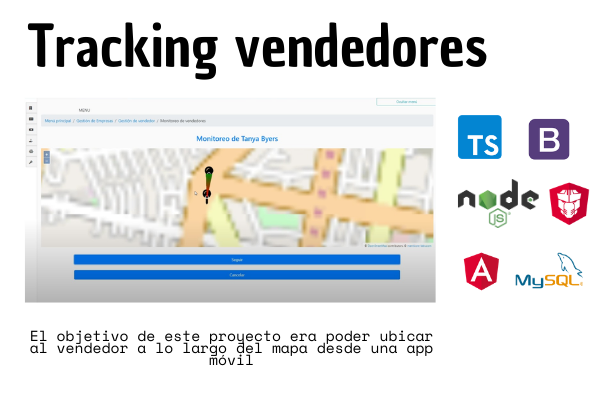 Tracking vendedores
MENU
Menú principal / Gestión de Empresas / Gestión de vendedor / Monitoreo de vendedores
Monitoreo de Tanya Byers
Seguir
Cancelar
TS
B
node
JS
A
MySQL
El objetivo de este proyecto era poder ubicar
al vendedor a lo largo del mapa desde una app
móvil